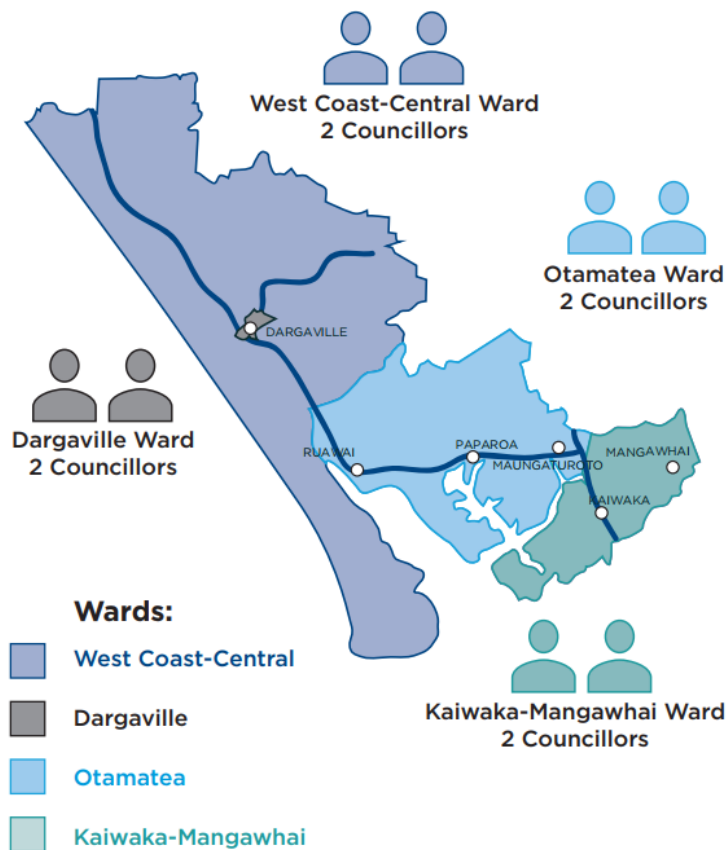 West Coast-Central Ward
2 Councillors
Otamatea Ward
2 Councillors
DARGAVILLE
Dargaville Ward
2 Councillors
RUAWAI
PAPAROA
MAUNGATUROTO
MANGAWHAI
KAIWAKA
Wards:
West Coast-Central
Dargaville
Otamatea
Kaiwaka-Mangawhai
Kaiwaka-Mangawhai Ward
2 Councillors